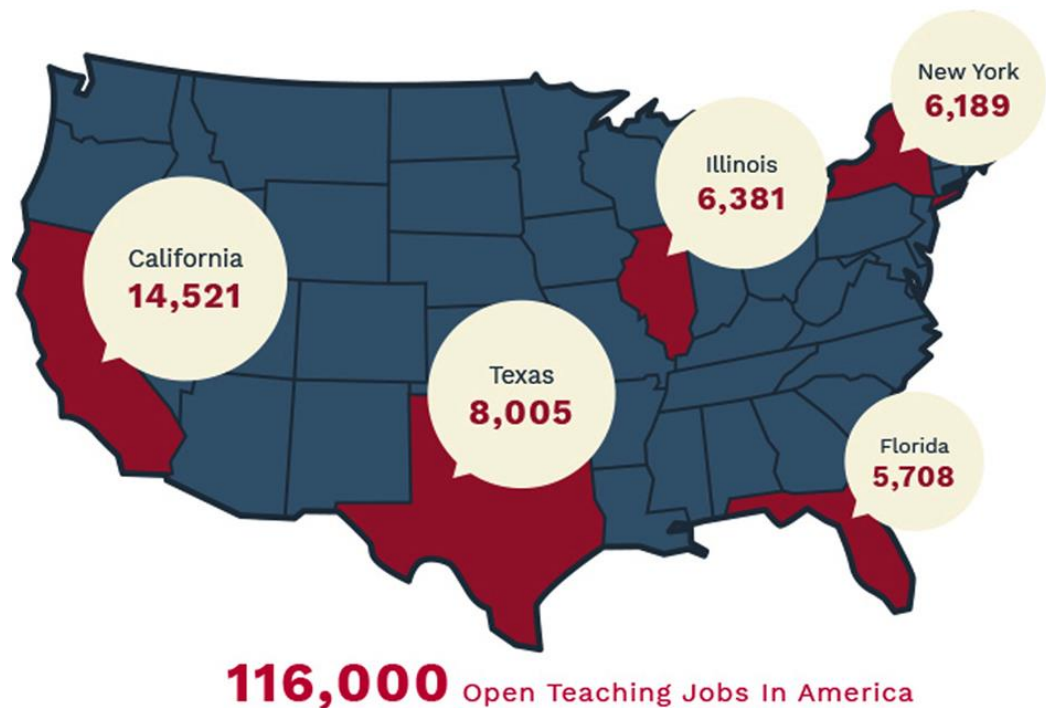 New York
6,189
Illinois
6,381
California
14,521
Texas
8,005
Florida
5,708
116,000 Open Teaching Jobs In America